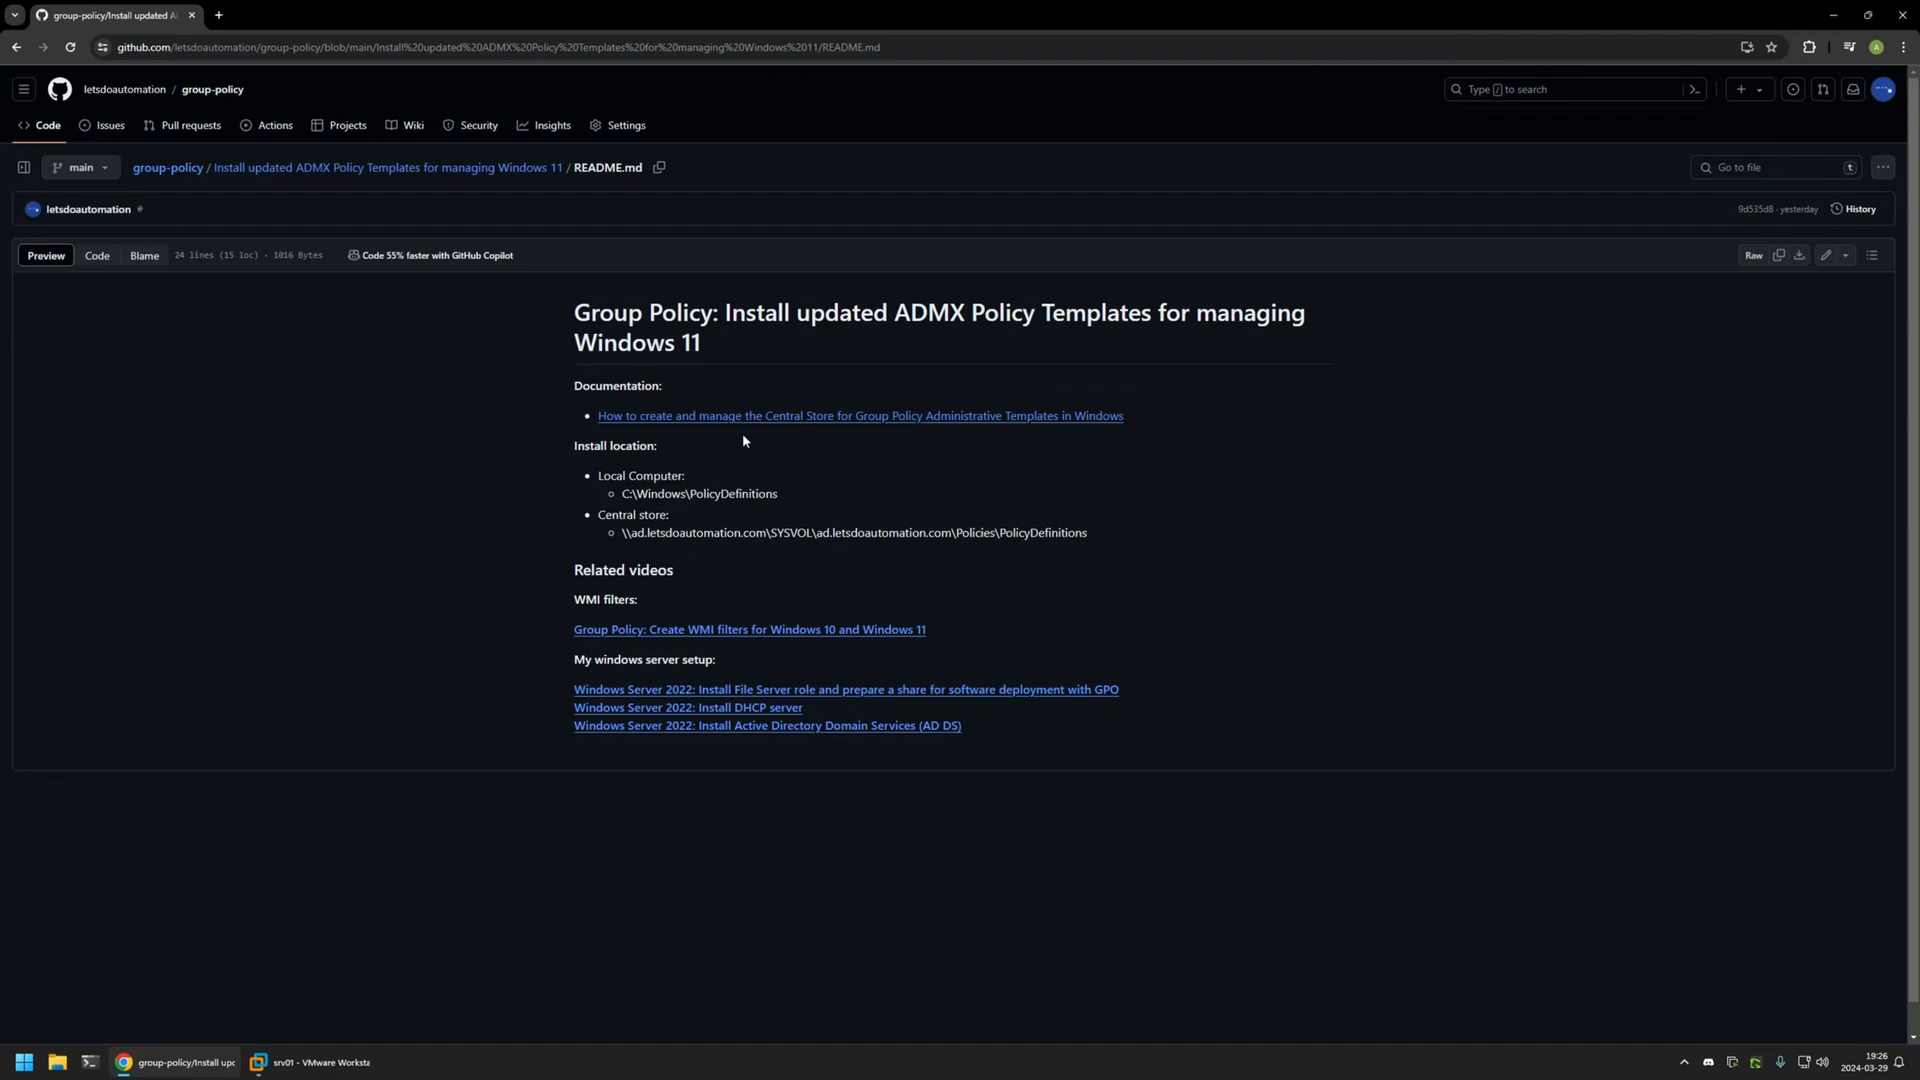 group-policy/Install updated A
github.com/letsdoautomation/group-policy/blob/main/Install%20updated%20ADMX%20Policy%20Templates%20for%20managing%20Windows%2011/README.md
A
letsdoautomation / group-policy
Type / to search
Code Issues Pull requests Actions Projects Wiki Security Insights Settings
main group-policy / Install updated ADMX Policy Templates for managing Windows 11 / README.md
Go to file t
letsdoautomation #
9d535d8 · yesterday History
Preview Code Blame 24 lines (15 loc) · 1016 Bytes Code 55% faster with GitHub Copilot
Raw
Group Policy: Install updated ADMX Policy Templates for managing
Windows 11
Documentation:
How to create and manage the Central Store for Group Policy Administrative Templates in Windows
Install location:
Local Computer:
C:\Windows\PolicyDefinitions
Central store:
\\ad.letsdoautomation.com\SYSVOL\ad.letsdoautomation.com\Policies\PolicyDefinitions
Related videos
WMI filters:
Group Policy: Create WMI filters for Windows 10 and Windows 11
My windows server setup:
Windows Server 2022: Install File Server role and prepare a share for software deployment with GPO
Windows Server 2022: Install DHCP server
Windows Server 2022: Install Active Directory Domain Services (AD DS)
group-policy/Install upd
srv01 - VMware Worksta
19:26
2024-03-29